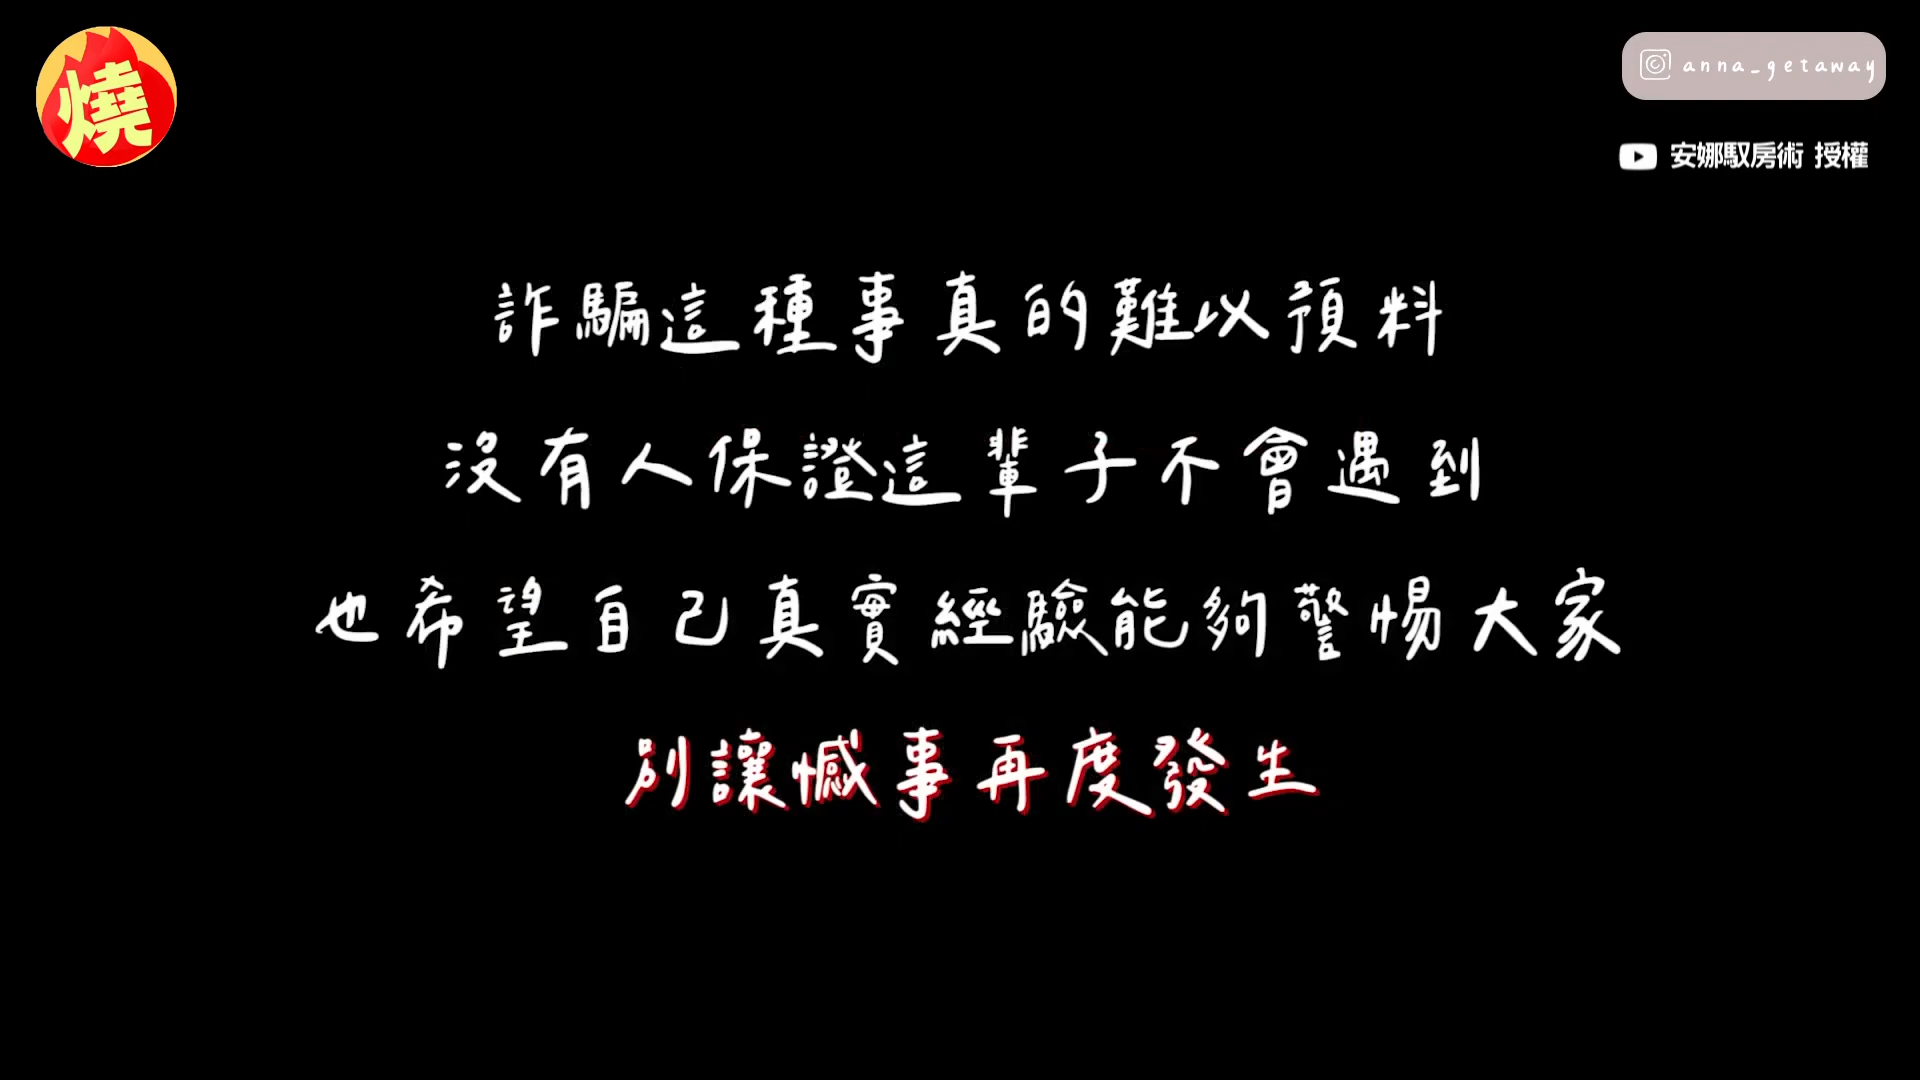 燒
anna_getaway
安娜馭房術 授權
詐騙這種事真的難以預料
沒有人保證這輩子不會遇到
也希望自己真實經驗能夠警惕大家
別讓憾事再度發生